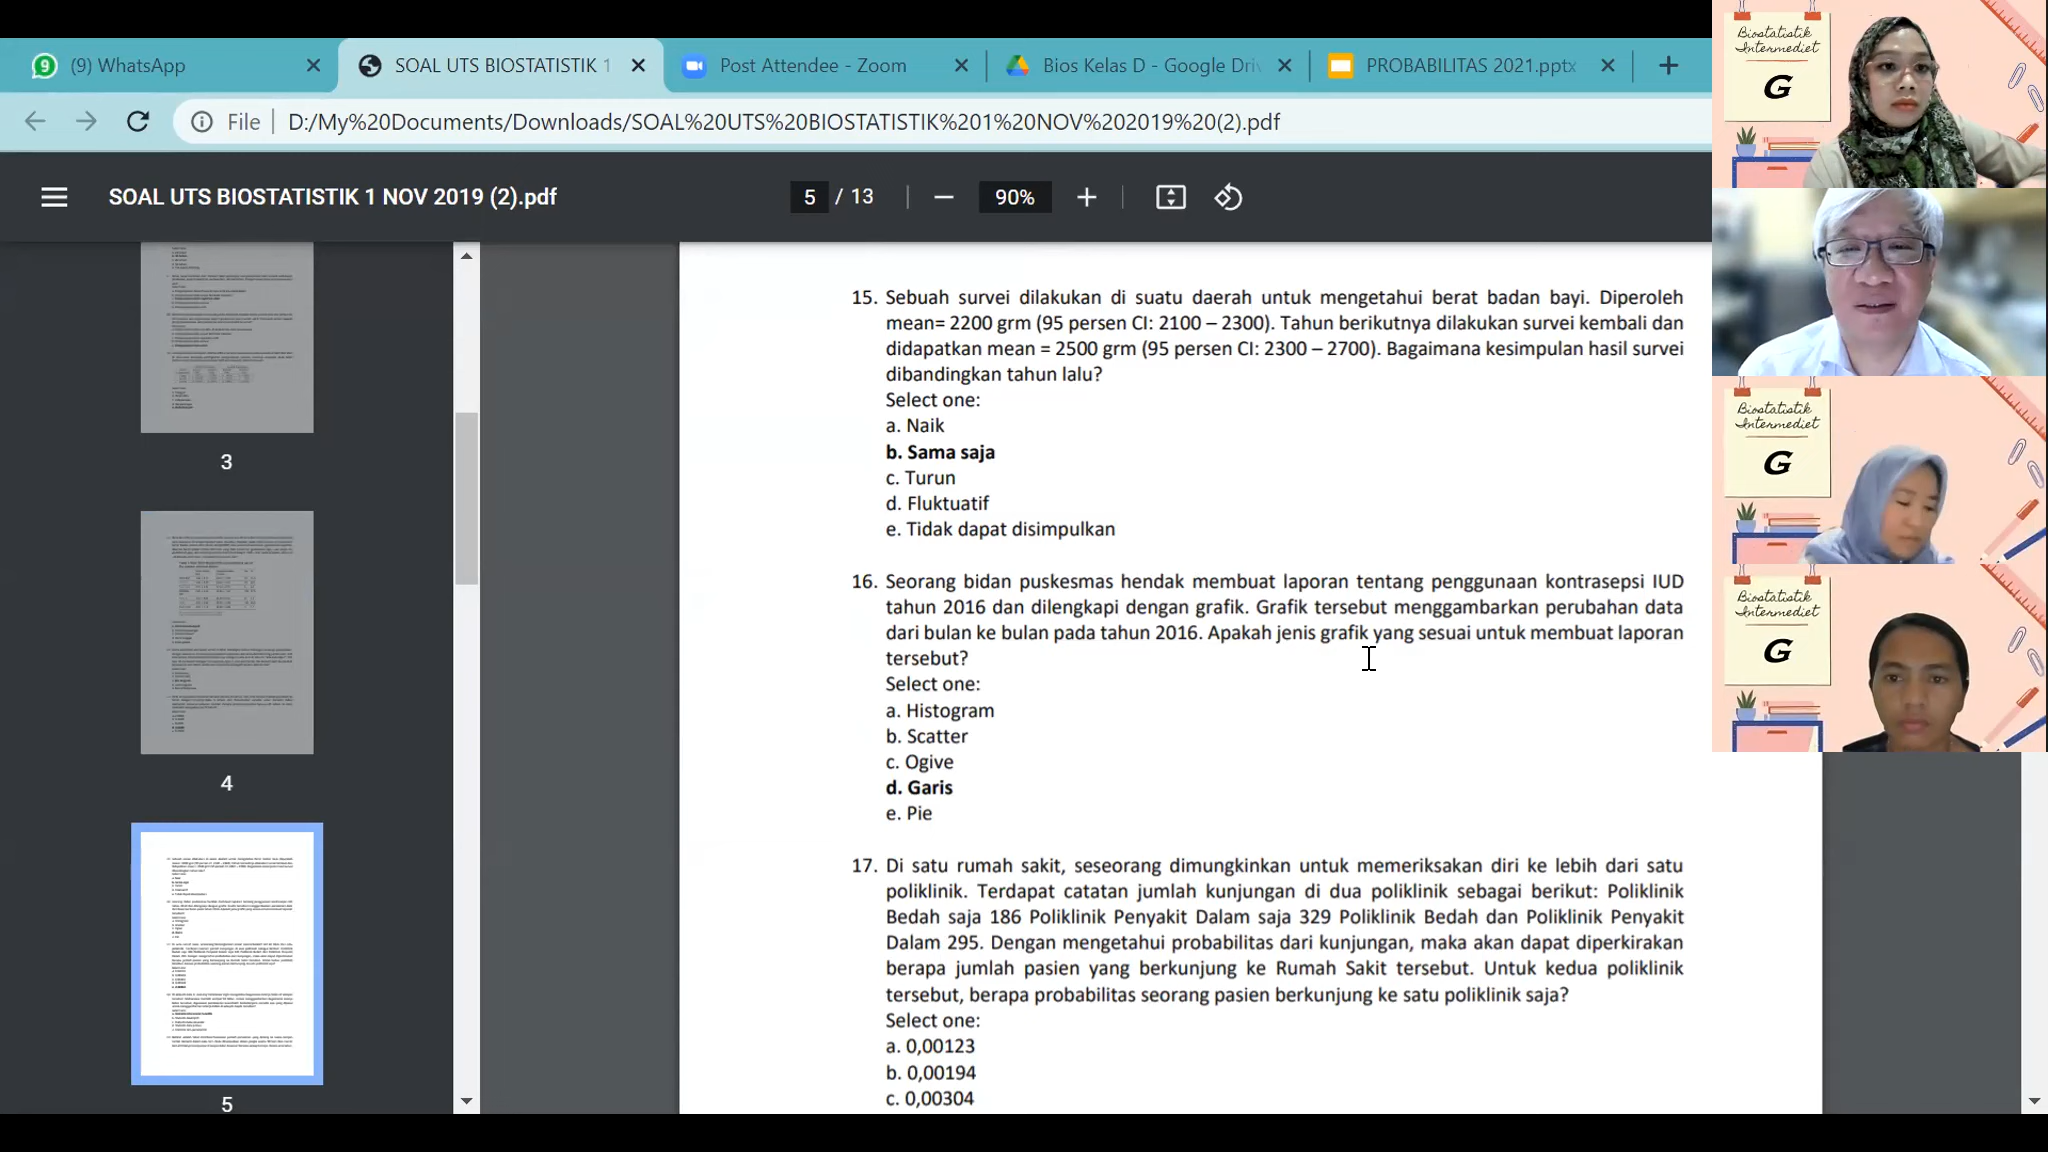 (9) WhatsApp
SOAL UTS BIOSTATISTIK 1
Post Attendee - Zoom
Bios Kelas D - Google Driv
PROBABILITAS 2021.pptx
File
D:/My%20Documents/Downloads/SOAL%20UTS%20BIOSTATISTIK%201%20NOV%202019%20(2).pdf
SOAL UTS BIOSTATISTIK 1 NOV 2019 (2).pdf
5 / 13
90%
3
4
5
15. Sebuah survei dilakukan di suatu daerah untuk mengetahui berat badan bayi. Diperoleh
mean= 2200 grm (95 persen CI: 2100 – 2300). Tahun berikutnya dilakukan survei kembali dan
didapatkan mean = 2500 grm (95 persen CI: 2300 – 2700). Bagaimana kesimpulan hasil survei
dibandingkan tahun lalu?
Select one:
a. Naik
b. Sama saja
c. Turun
d. Fluktuatif
e. Tidak dapat disimpulkan
16. Seorang bidan puskesmas hendak membuat laporan tentang penggunaan kontrasepsi IUD
tahun 2016 dan dilengkapi dengan grafik. Grafik tersebut menggambarkan perubahan data
dari bulan ke bulan pada tahun 2016. Apakah jenis grafik yang sesuai untuk membuat laporan
tersebut?
Select one:
a. Histogram
b. Scatter
c. Ogive
d. Garis
e. Pie
17. Di satu rumah sakit, seseorang dimungkinkan untuk memeriksakan diri ke lebih dari satu
poliklinik. Terdapat catatan jumlah kunjungan di dua poliklinik sebagai berikut: Poliklinik
Bedah saja 186 Poliklinik Penyakit Dalam saja 329 Poliklinik Bedah dan Poliklinik Penyakit
Dalam 295. Dengan mengetahui probabilitas dari kunjungan, maka akan dapat diperkirakan
berapa jumlah pasien yang berkunjung ke Rumah Sakit tersebut. Untuk kedua poliklinik
tersebut, berapa probabilitas seorang pasien berkunjung ke satu poliklinik saja?
Select one:
a. 0,00123
b. 0,00194
c. 0,00304
Biostatistik
Intermediet
G
Biostatistik
Intermediet
G
Biostatistik
Intermediet
G